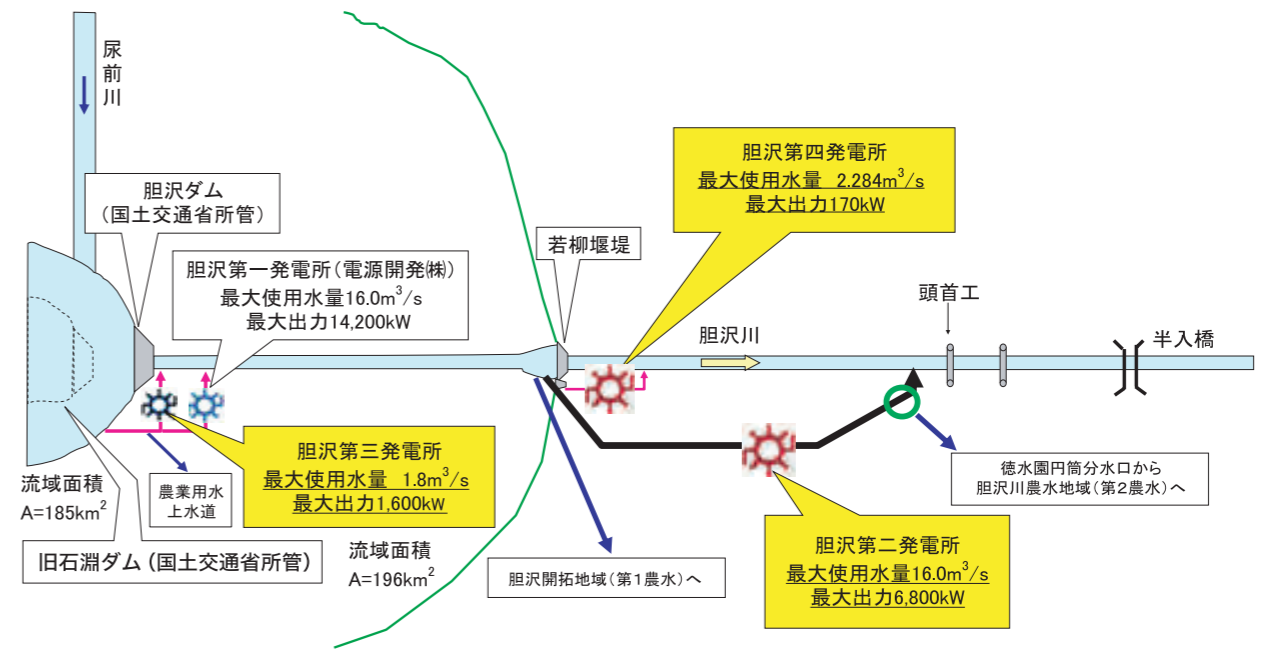 尿前川
胆沢ダム
（国土交通省所管）
胆沢第一発電所（電源開発㈱）
最大使用水量16.0m³/s
最大出力14,200kW
若柳堰堤
胆沢第四発電所
最大使用水量 2.284m³/s
最大出力170kW
胆沢川
頭首工
半入橋
胆沢第三発電所
最大使用水量 1.8m³/s
最大出力1,600kW
農業用水
上水道
流域面積
A=185km²
旧石淵ダム（国土交通省所管）
流域面積
A=196km²
胆沢開拓地域（第1農水）へ
徳水園円筒分水口から
胆沢川農水地域（第2農水）へ
胆沢第二発電所
最大使用水量16.0m³/s
最大出力6,800kW